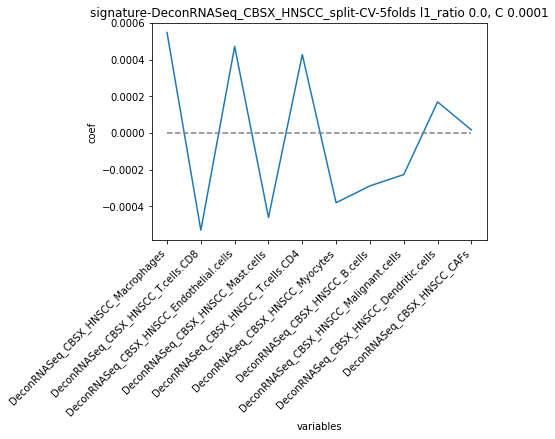 signature-DeconRNASeq_CBSX_HNSCC_split-CV-5folds l1_ratio 0.0, C 0.0001
0.0006
0.0004
0.0002
0.0000
−0.0002
−0.0004
coef
DeconRNASeq_CBSX_HNSCC_Macrophages
DeconRNASeq_CBSX_HNSCC_T.cells.CD8
DeconRNASeq_CBSX_HNSCC_Endothelial.cells
DeconRNASeq_CBSX_HNSCC_Mast.cells
DeconRNASeq_CBSX_HNSCC_T.cells.CD4
DeconRNASeq_CBSX_HNSCC_Myocytes
DeconRNASeq_CBSX_HNSCC_B.cells
DeconRNASeq_CBSX_HNSCC_Malignant.cells
DeconRNASeq_CBSX_HNSCC_Dendritic.cells
DeconRNASeq_CBSX_HNSCC_CAFs
variables